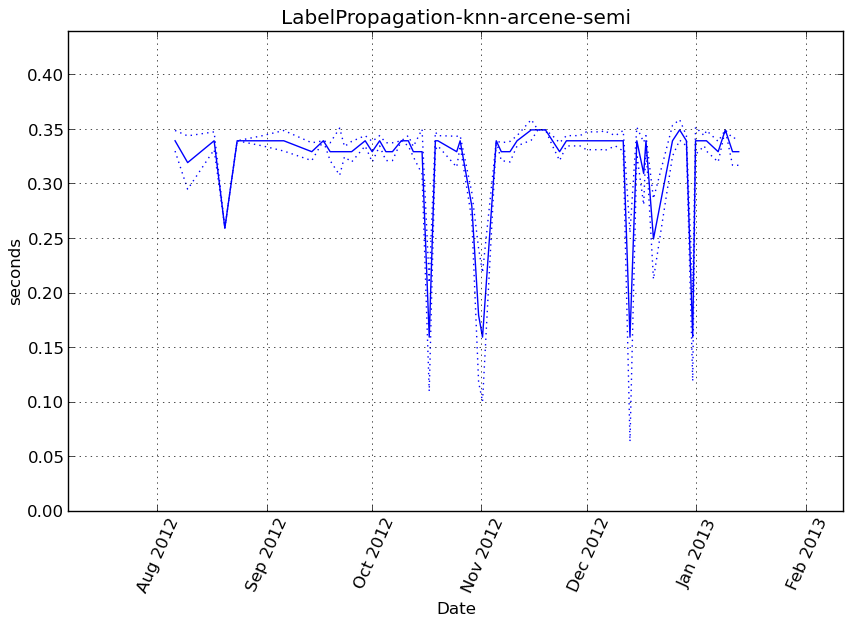 LabelPropagation-knn-arcene-semi
0.40
0.35
0.30
0.25
0.20
0.15
0.10
0.05
0.00
seconds
Aug 2012
Sep 2012
Oct 2012
Nov 2012
Dec 2012
Jan 2013
Feb 2013
Date